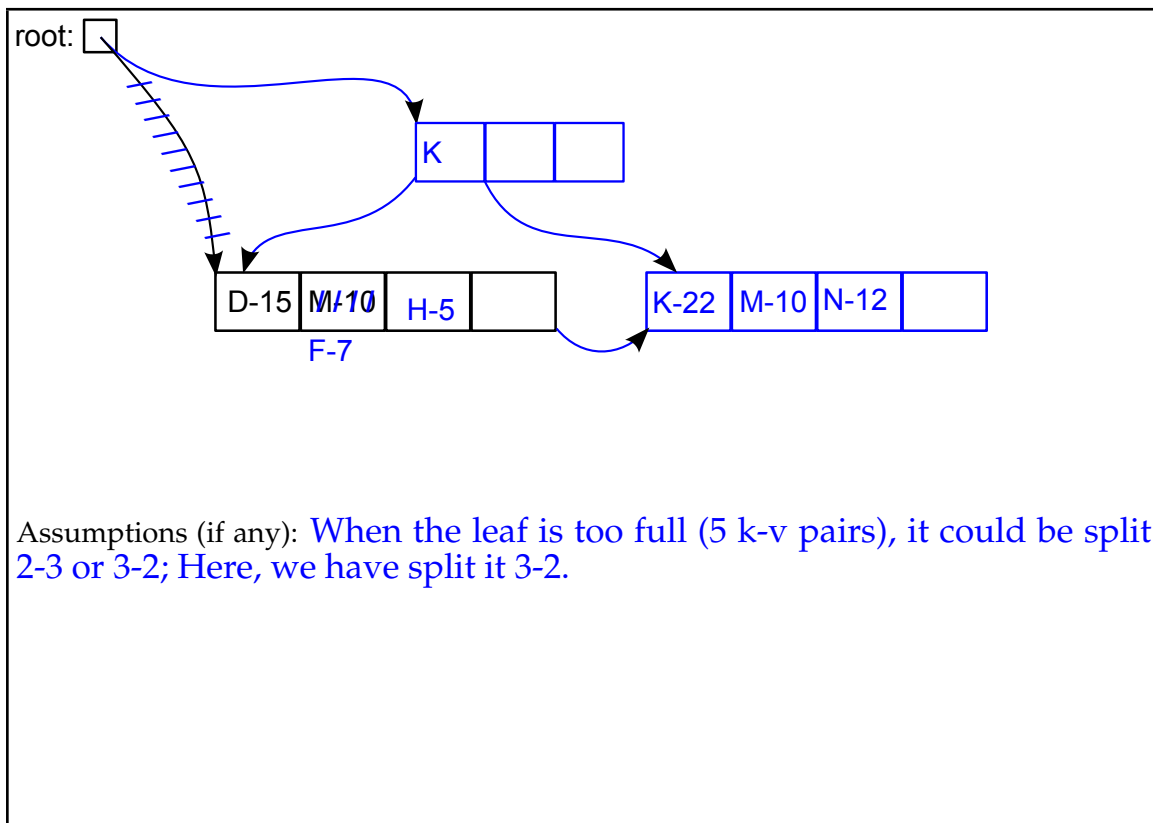 root:
K
D-15 M-10 H-5
F-7
K-22 M-10 N-12
Assumptions (if any): When the leaf is too full (5 k-v pairs), it could be split
2-3 or 3-2; Here, we have split it 3-2.